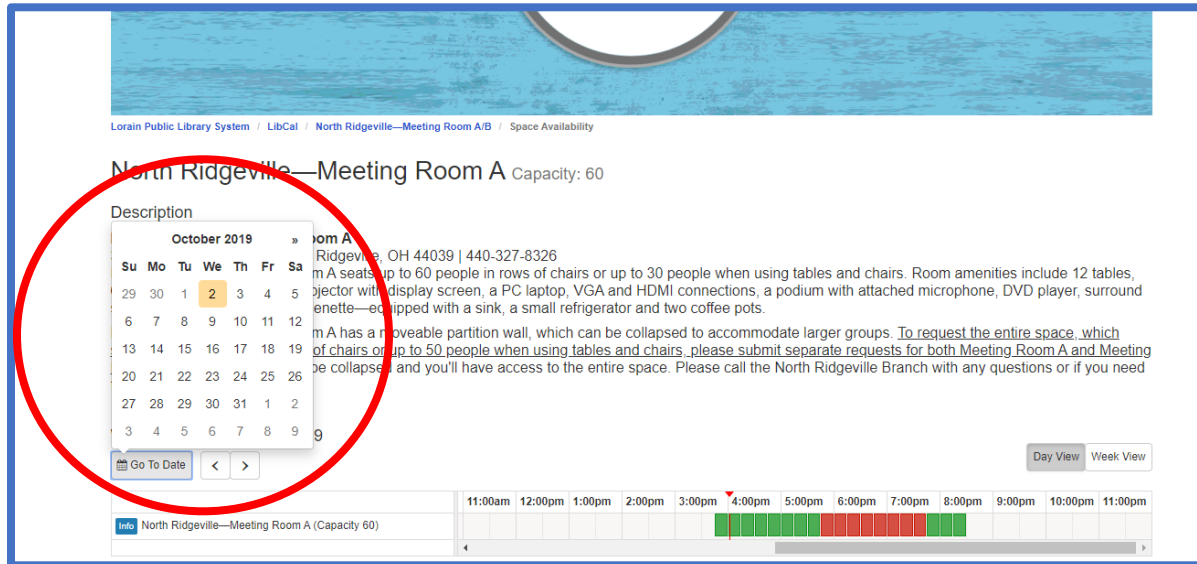 Lorain Public Library System / LibCal / North Ridgeville—Meeting Room A/B / Space Availability
North Ridgeville—Meeting Room A Capacity: 60
Description
oom A
Ridgeville, OH 44039 | 440-327-8326
m A seats up to 60 people in rows of chairs or up to 30 people when using tables and chairs. Room amenities include 12 tables,
ojector with display screen, a PC laptop, VGA and HDMI connections, a podium with attached microphone, DVD player, surround
enette—equipped with a sink, a small refrigerator and two coffee pots.
m A has a moveable partition wall, which can be collapsed to accommodate larger groups. To request the entire space, which
of chairs or up to 50 people when using tables and chairs, please submit separate requests for both Meeting Room A and Meeting
be collapsed and you'll have access to the entire space. Please call the North Ridgeville Branch with any questions or if you need
9
October 2019 »
Su Mo Tu We Th Fr Sa
29 30 1 2 3 4 5
6 7 8 9 10 11 12
13 14 15 16 17 18 19
20 21 22 23 24 25 26
27 28 29 30 31 1 2
3 4 5 6 7 8 9
Go To Date < >
Day View Week View
11:00am 12:00pm 1:00pm 2:00pm 3:00pm 4:00pm 5:00pm 6:00pm 7:00pm 8:00pm 9:00pm 10:00pm 11:00pm
Info North Ridgeville—Meeting Room A (Capacity 60)